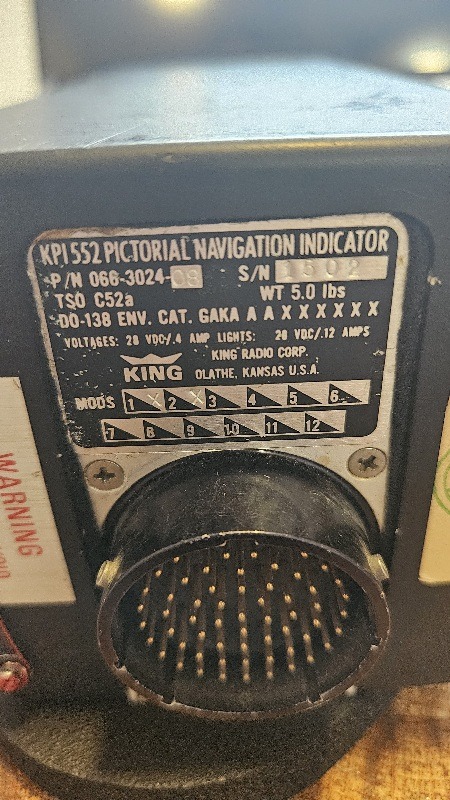 KPI 552 PICTORIAL NAVIGATION INDICATOR
P/N 066-3024-08 S/N 1502
TSO C52a WT 5.0 lbs
DO-138 ENV. CAT. GAKA A A X X X X X X
VOLTAGES: 28 VDC/.4 AMP LIGHTS: 28 VDC/.12 AMPS
KING RADIO CORP.
KING OLATHE, KANSAS U.S.A.
MODS 1 X 2 X 3 4 5 6
7 8 9 10 11 12
WARNING